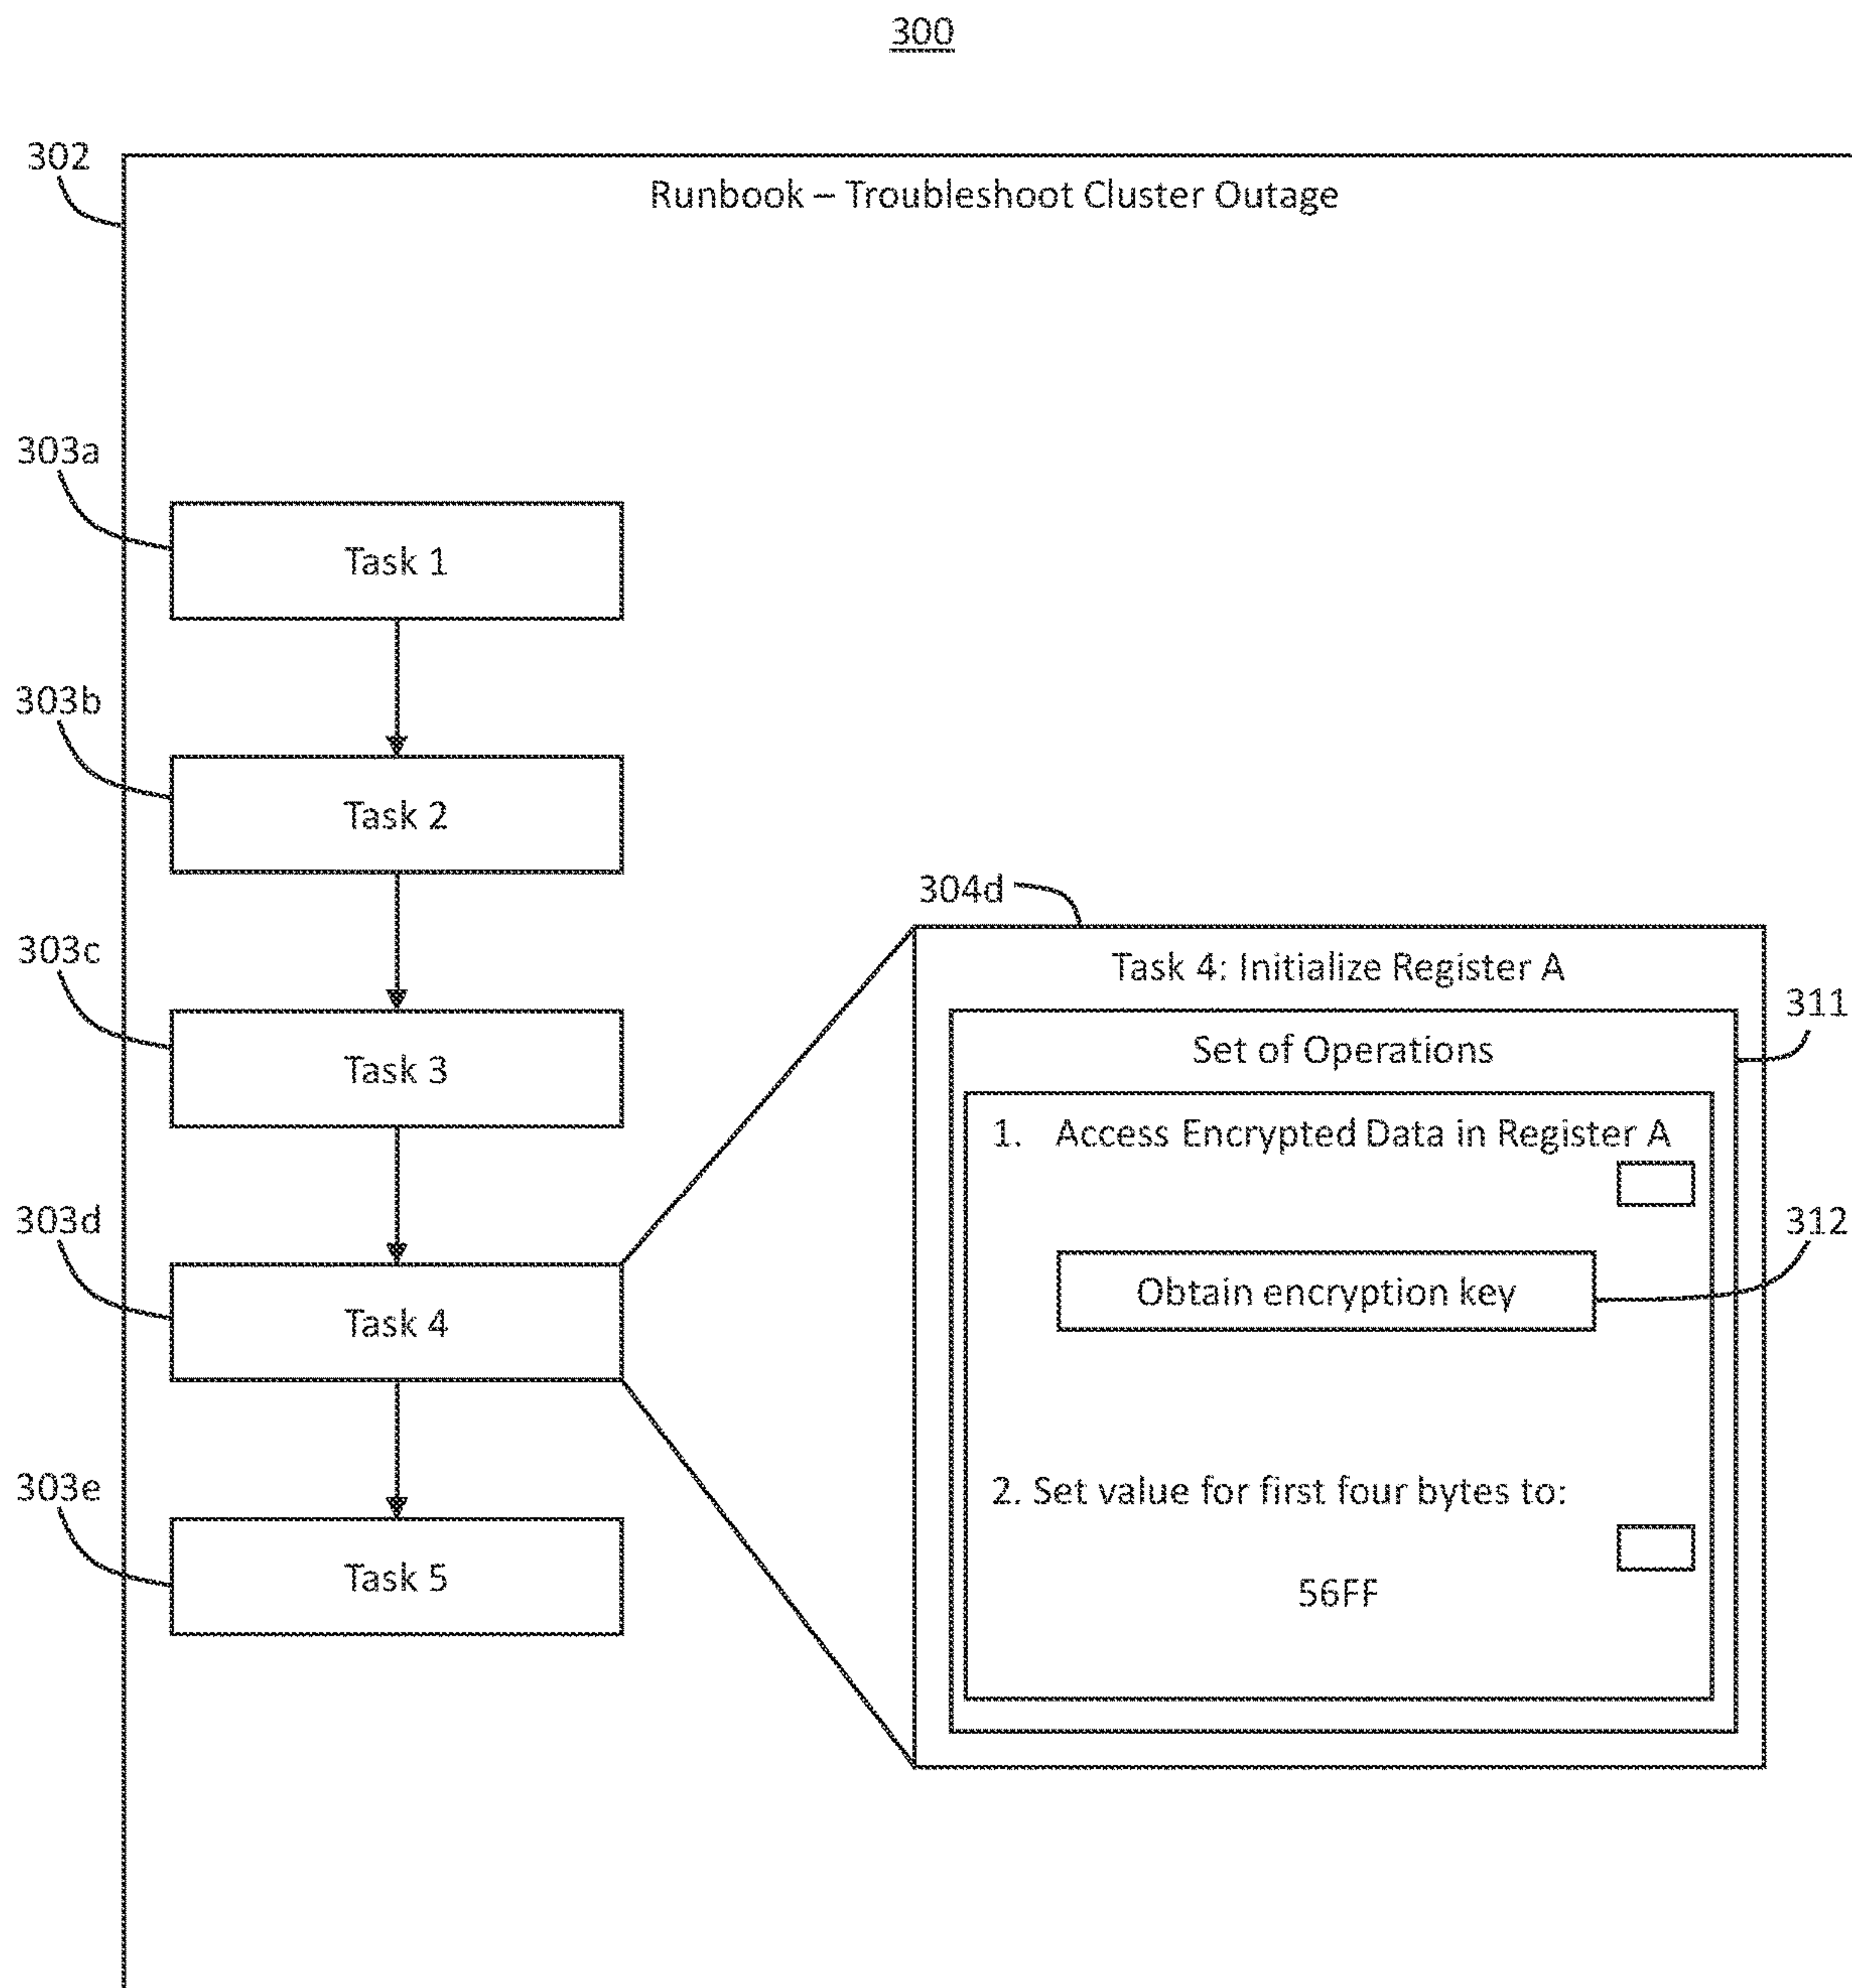 300
302
Runbook – Troubleshoot Cluster Outage
303a
Task 1
303b
Task 2
304d
303c
Task 4: Initialize Register A
311
Set of Operations
Task 3
1. Access Encrypted Data in Register A
303d
312
Obtain encryption key
Task 4
303e
2. Set value for first four bytes to:
Task 5
56FF